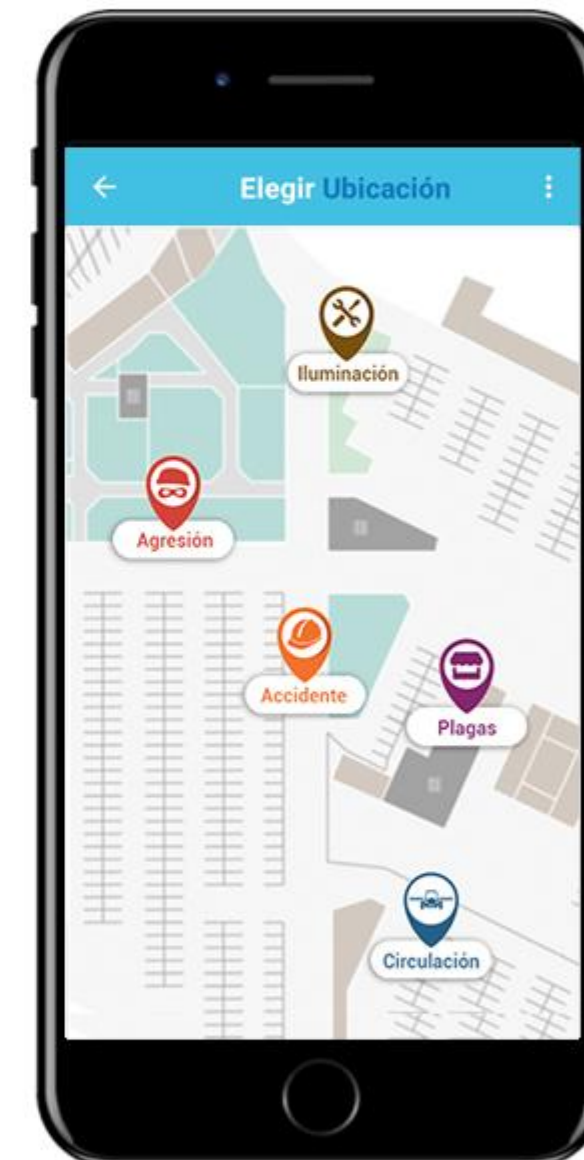 Elegir Ubicación
Iluminación
Agresión
Accidente
Plagas
Circulación